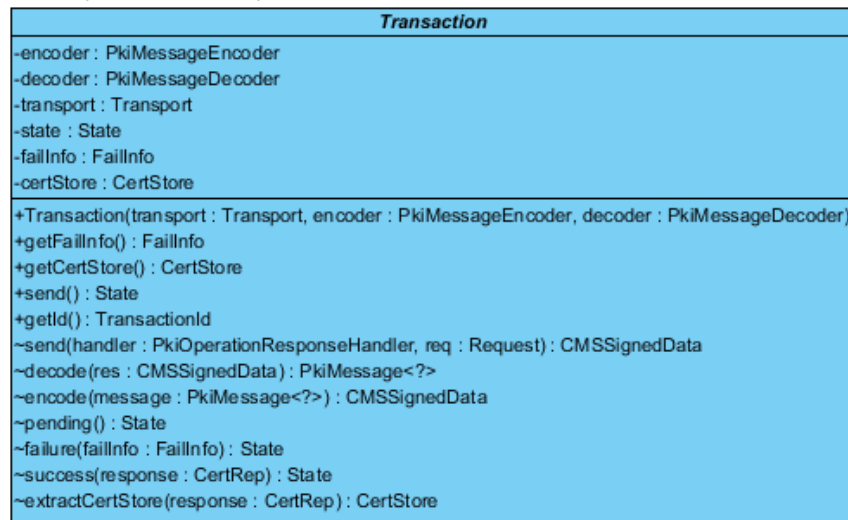 Transaction
-encoder : PkiMessageEncoder
-decoder : PkiMessageDecoder
-transport : Transport
-state : State
-failInfo : FailInfo
-certStore : CertStore
+Transaction(transport : Transport, encoder : PkiMessageEncoder, decoder : PkiMessageDecoder)
+getFailInfo() : FailInfo
+getCertStore() : CertStore
+send() : State
+getId() : TransactionId
~send(handler : PkiOperationResponseHandler, req : Request) : CMSSignedData
~decode(res : CMSSignedData) : PkiMessage<?>
~encode(message : PkiMessage<?>) : CMSSignedData
~pending() : State
~failure(failInfo : FailInfo) : State
~success(response : CertRep) : State
~extractCertStore(response : CertRep) : CertStore